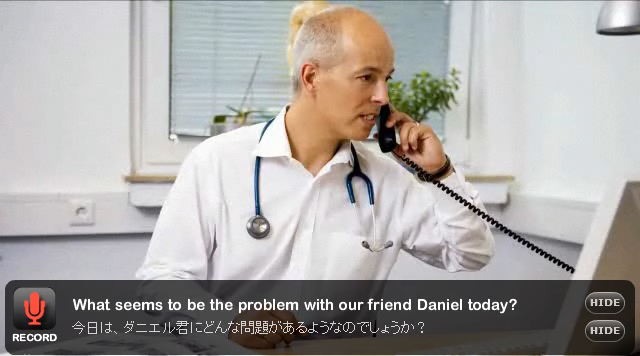 What seems to be the problem with our friend Daniel today?
今日は、ダニエル君にどんな問題があるようなのでしょうか？
RECORD
HIDE
HIDE